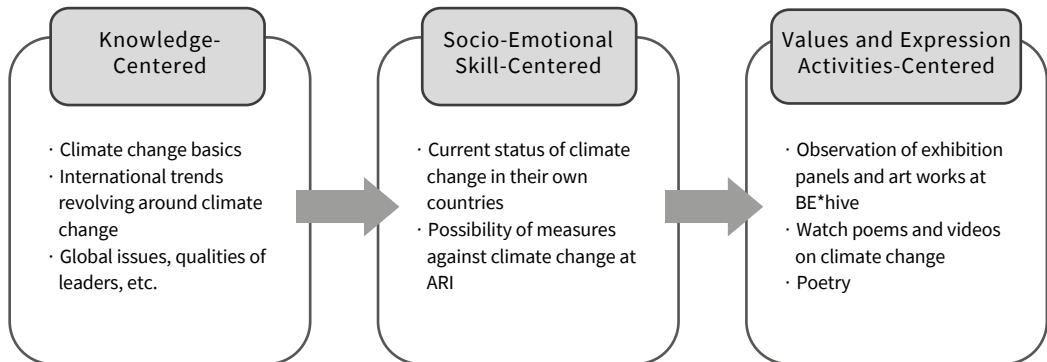 Knowledge-
Centered
· Climate change basics
· International trends
revolving around climate
change
· Global issues, qualities of
leaders, etc.
Socio-Emotional
Skill-Centered
· Current status of climate
change in their own
countries
· Possibility of measures
against climate change at
ARI
Values and Expression
Activities-Centered
· Observation of exhibition
panels and art works at
BE*hive
· Watch poems and videos
on climate change
· Poetry